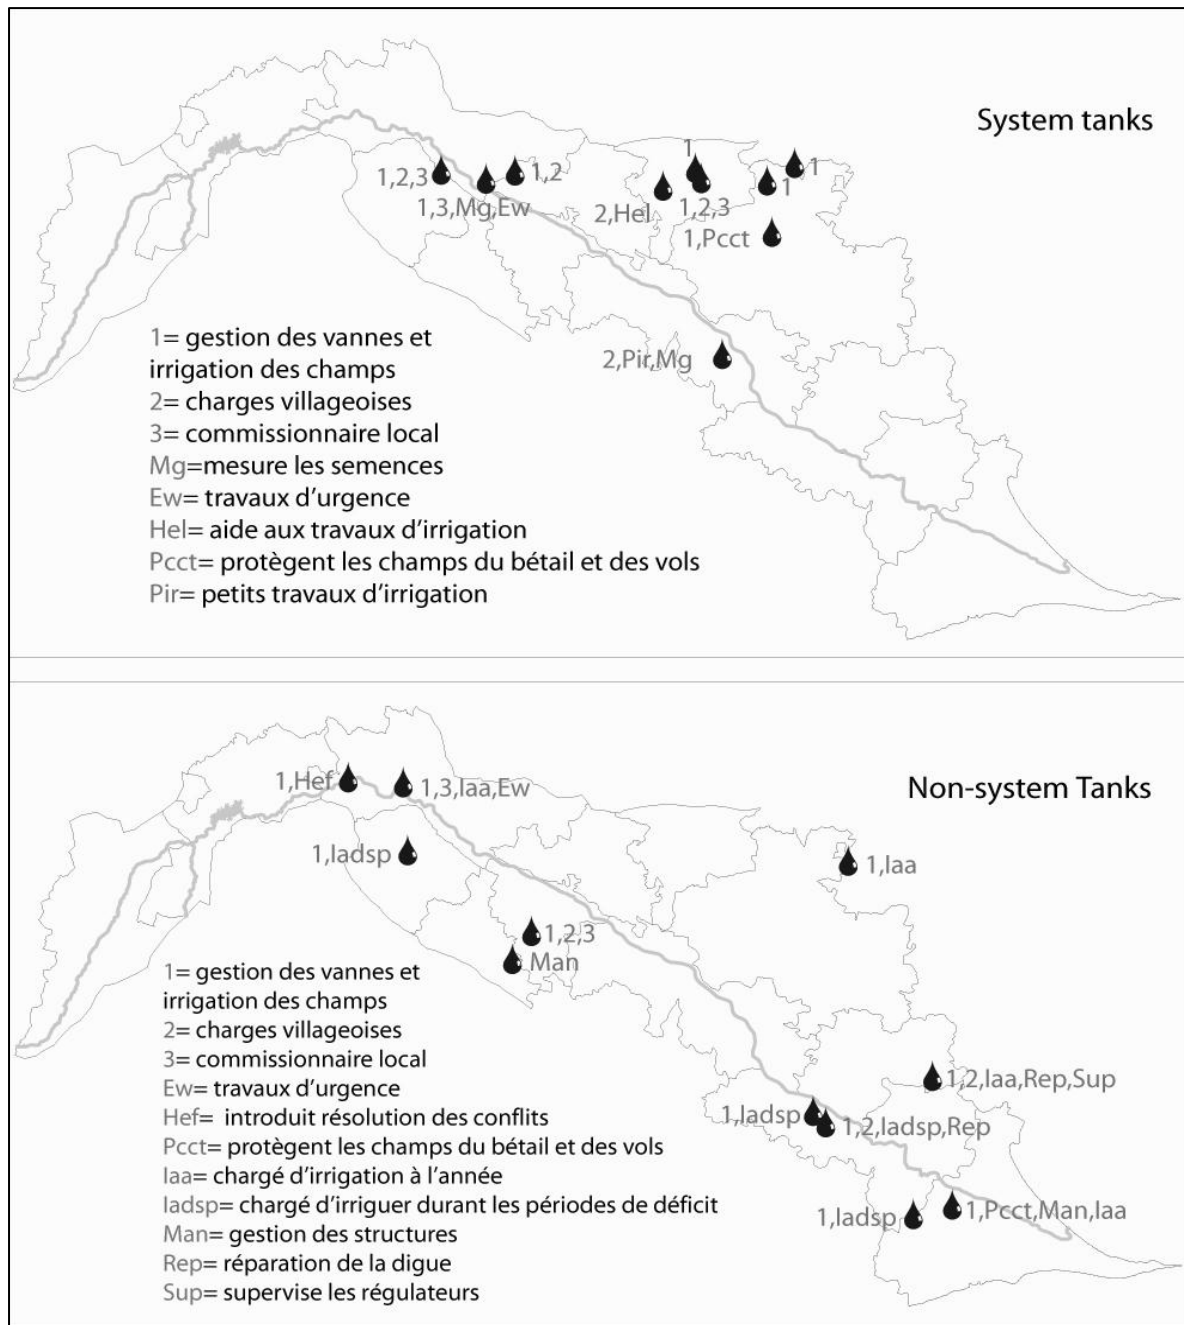 System tanks
1,2,3
1,3,Mg,Ew
1,2
2,Hel
1
1,2,3
1
1
1,Pcct
2,Pir,Mg
1= gestion des vannes et
irrigation des champs
2= charges villageoises
3= commissionnaire local
Mg=mesure les semences
Ew= travaux d'urgence
Hel= aide aux travaux d'irrigation
Pcct= protègent les champs du bétail et des vols
Pir= petits travaux d'irrigation
Non-system Tanks
1,Hef
1,3,Iaa,Ew
1,Iadsp
1,Iaa
1,2,3
Man
1,2,Iaa,Rep,Sup
1,Iadsp
1,2,Iadsp,Rep
1,Iadsp
1,Pcct,Man,Iaa
1= gestion des vannes et
irrigation des champs
2= charges villageoises
3= commissionnaire local
Ew= travaux d'urgence
Hef= introduit résolution des conflits
Pcct= protègent les champs du bétail et des vols
Iaa= chargé d'irrigation à l'année
Iadsp= chargé d'irriguer durant les périodes de déficit
Man= gestion des structures
Rep= réparation de la digue
Sup= supervise les régulateurs